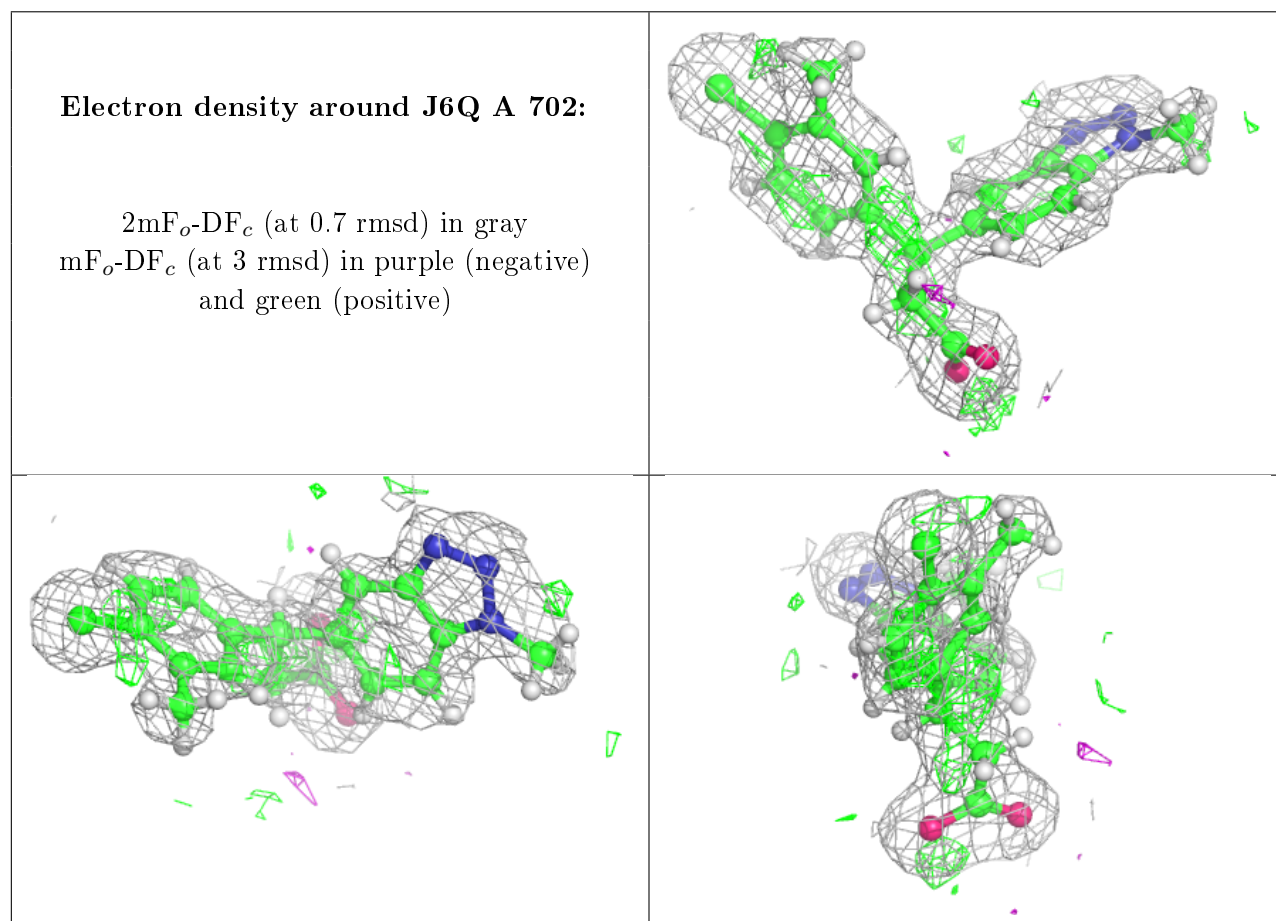 Electron density around J6Q A 702:
2mFₒ-DF𝒸 (at 0.7 rmsd) in gray
mFₒ-DF𝒸 (at 3 rmsd) in purple (negative)
and green (positive)